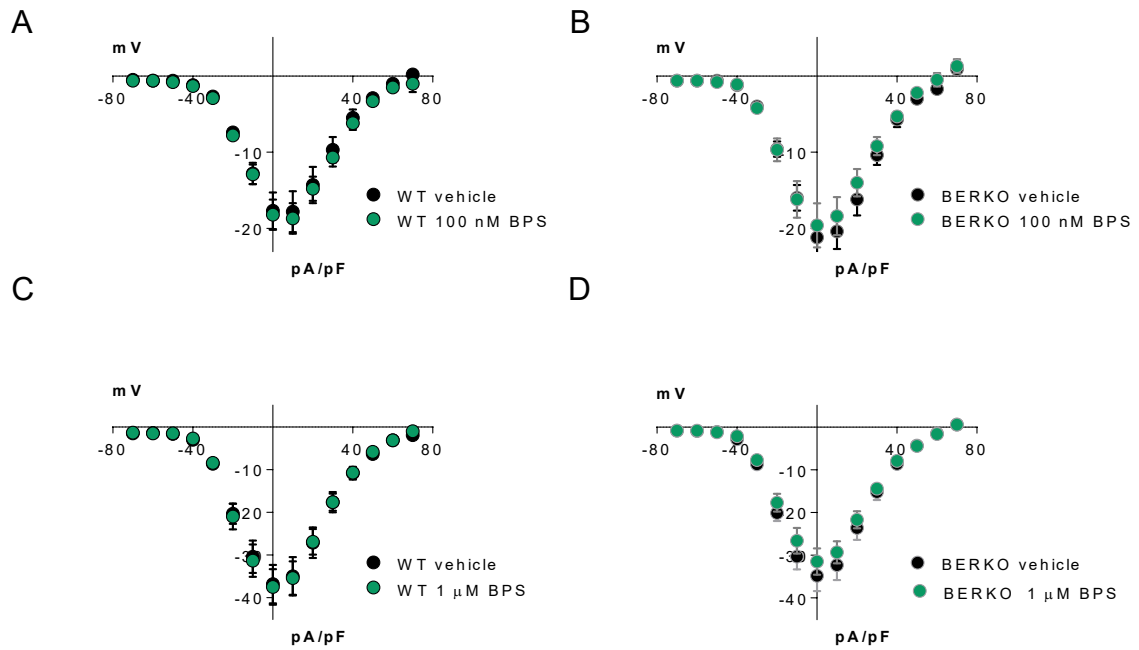 A
mV
-80
-40
40
80
-10
-20
WT vehicle
WT 100 nM BPS
pA/pF
B
mV
-80
-40
40
80
-10
-20
BERKO vehicle
BERKO 100 nM BPS
pA/pF
C
mV
-80
-40
40
80
-10
-20
-30
-40
WT vehicle
WT 1 μM BPS
pA/pF
D
mV
-80
-40
40
80
-10
-20
-30
-40
BERKO vehicle
BERKO 1 μM BPS
pA/pF